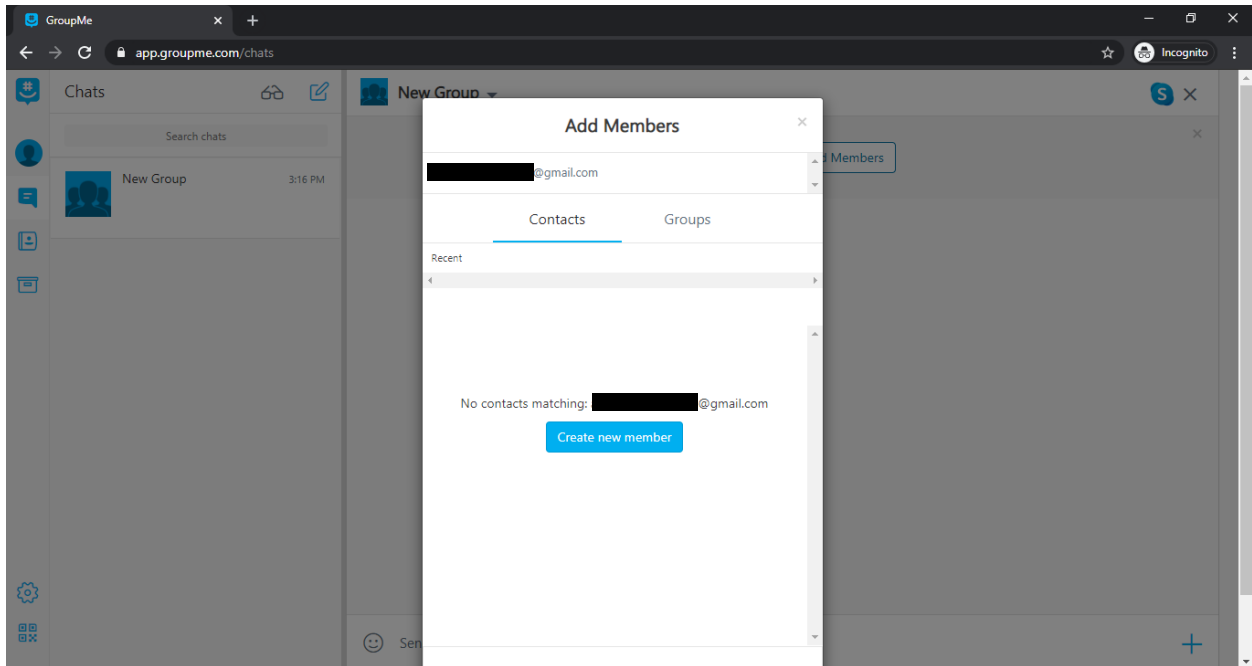 GroupMe
app.groupme.com/chats
Incognito
Chats
New Group
Search chats
New Group 3:16 PM
Members
Add Members
@gmail.com
Contacts Groups
Recent
No contacts matching: @gmail.com
Create new member
Sen